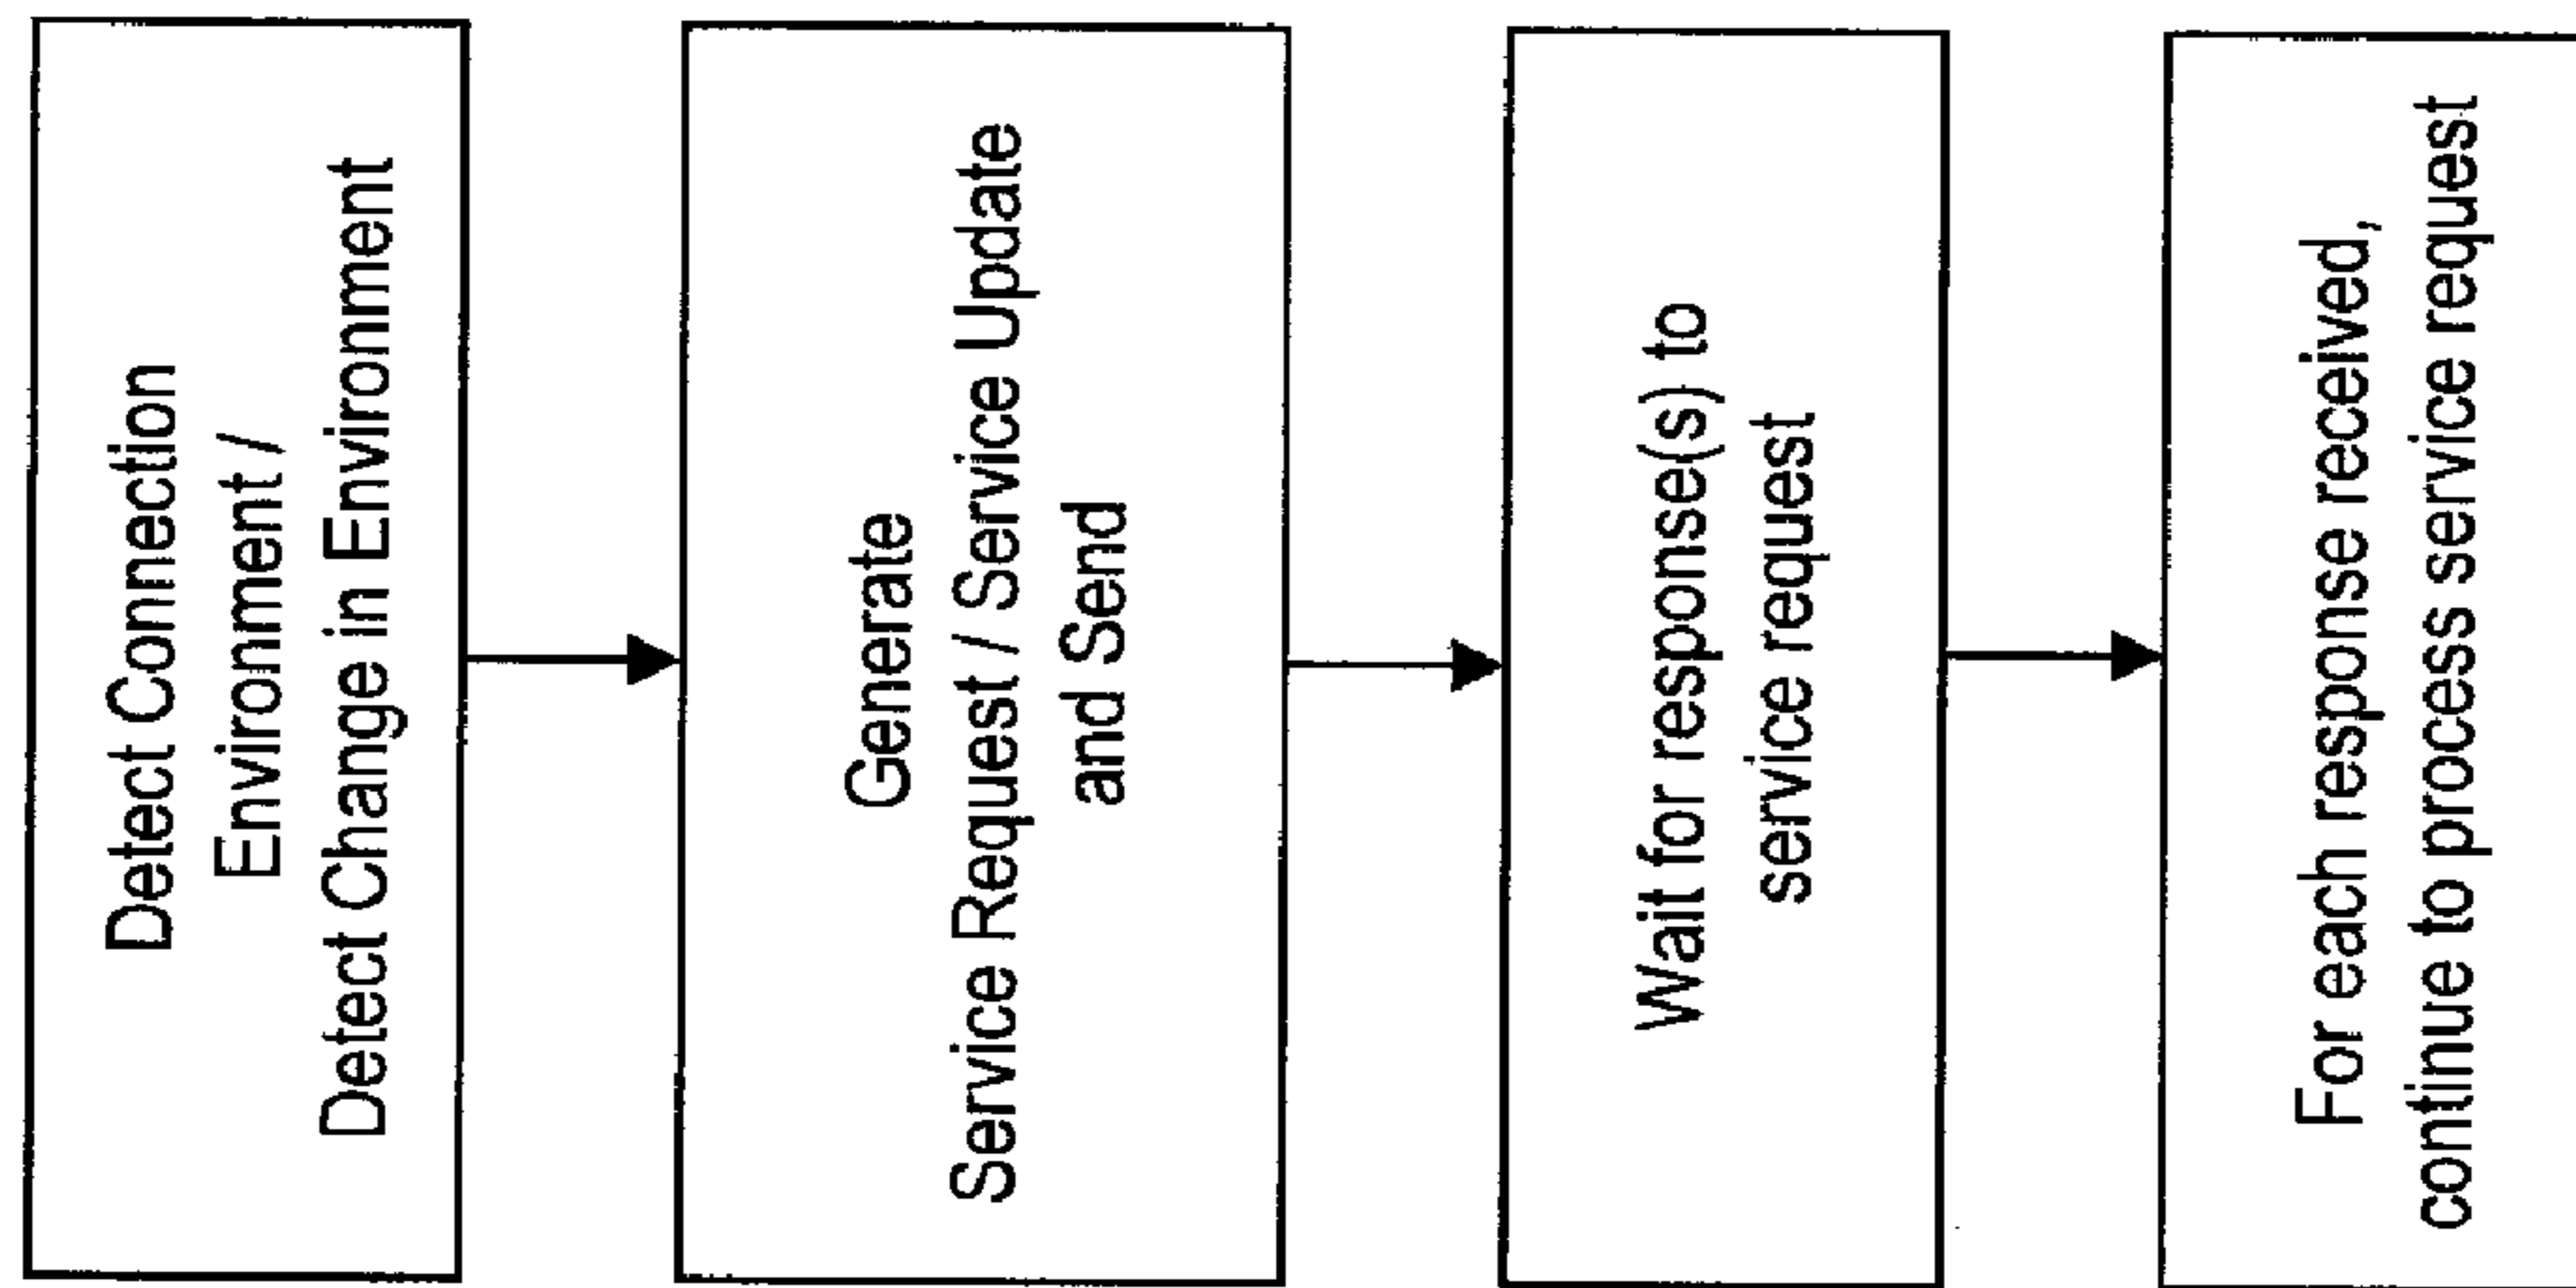 Detect Connection
Environment /
Detect Change in Environment
Generate
Service Request / Service Update
and Send
Wait for response(s) to
service request
For each response received,
continue to process service request